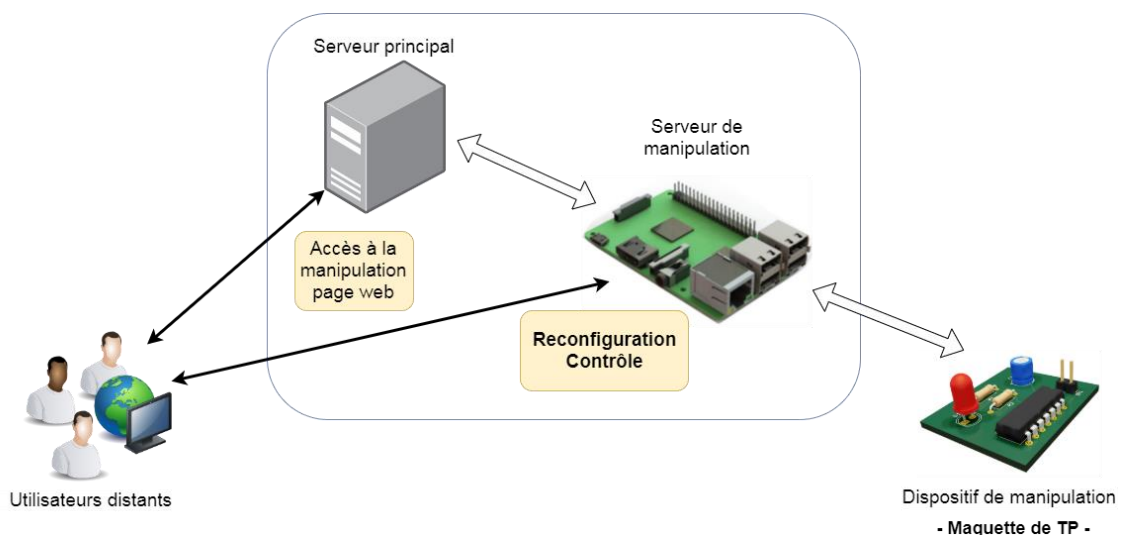 Serveur principal
Serveur de
manipulation
Accès à la
manipulation
page web
Reconfiguration
Contrôle
Utilisateurs distants
Dispositif de manipulation
- Maquette de TP -